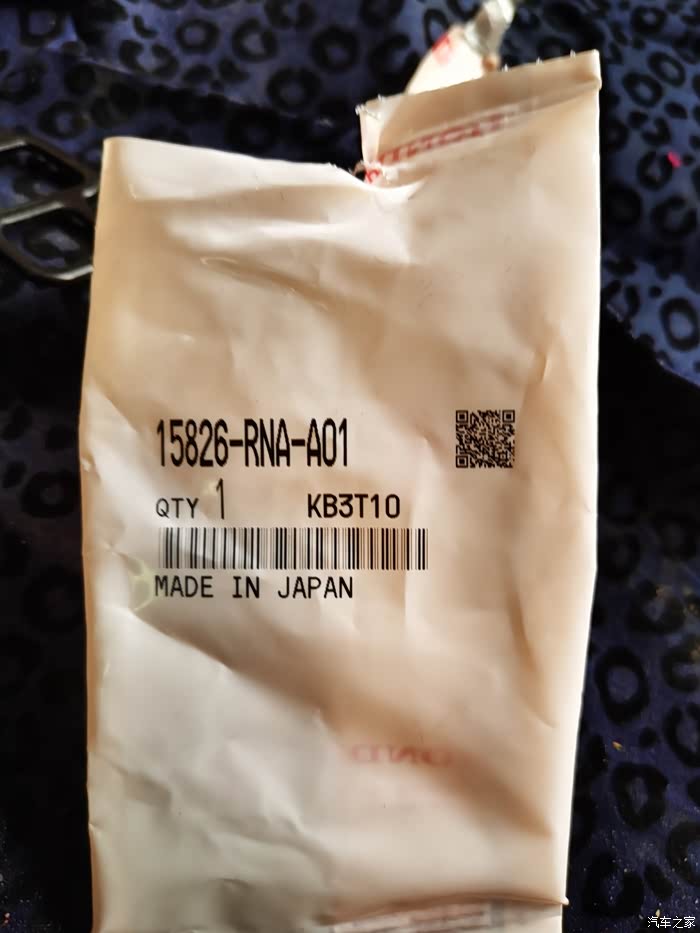 15826-RNA-A01
QTY 1 KB3T10
MADE IN JAPAN
汽车之家